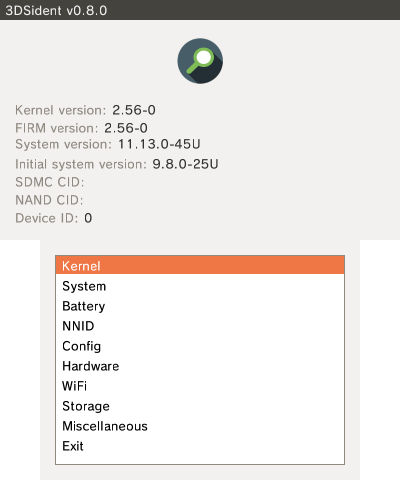 3DSident v0.8.0
Kernel version: 2.56-0
FIRM version: 2.56-0
System version: 11.13.0-45U
Initial system version: 9.8.0-25U
SDMC CID:
NAND CID:
Device ID: 0
Kernel
System
Battery
NNID
Config
Hardware
WiFi
Storage
Miscellaneous
Exit